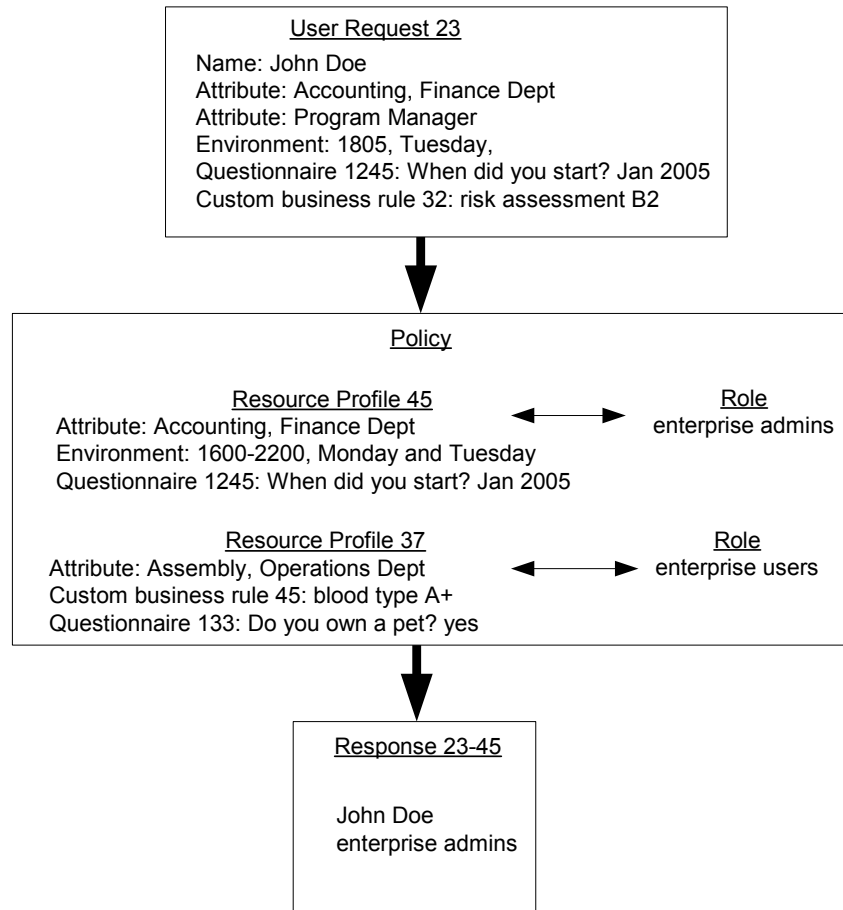 User Request 23
Name: John Doe
Attribute: Accounting, Finance Dept
Attribute: Program Manager
Environment: 1805, Tuesday,
Questionnaire 1245: When did you start? Jan 2005
Custom business rule 32: risk assessment B2
Policy
Resource Profile 45
Attribute: Accounting, Finance Dept
Environment: 1600-2200, Monday and Tuesday
Questionnaire 1245: When did you start? Jan 2005
Role
enterprise admins
Resource Profile 37
Attribute: Assembly, Operations Dept
Custom business rule 45: blood type A+
Questionnaire 133: Do you own a pet? yes
Role
enterprise users
Response 23-45
John Doe
enterprise admins